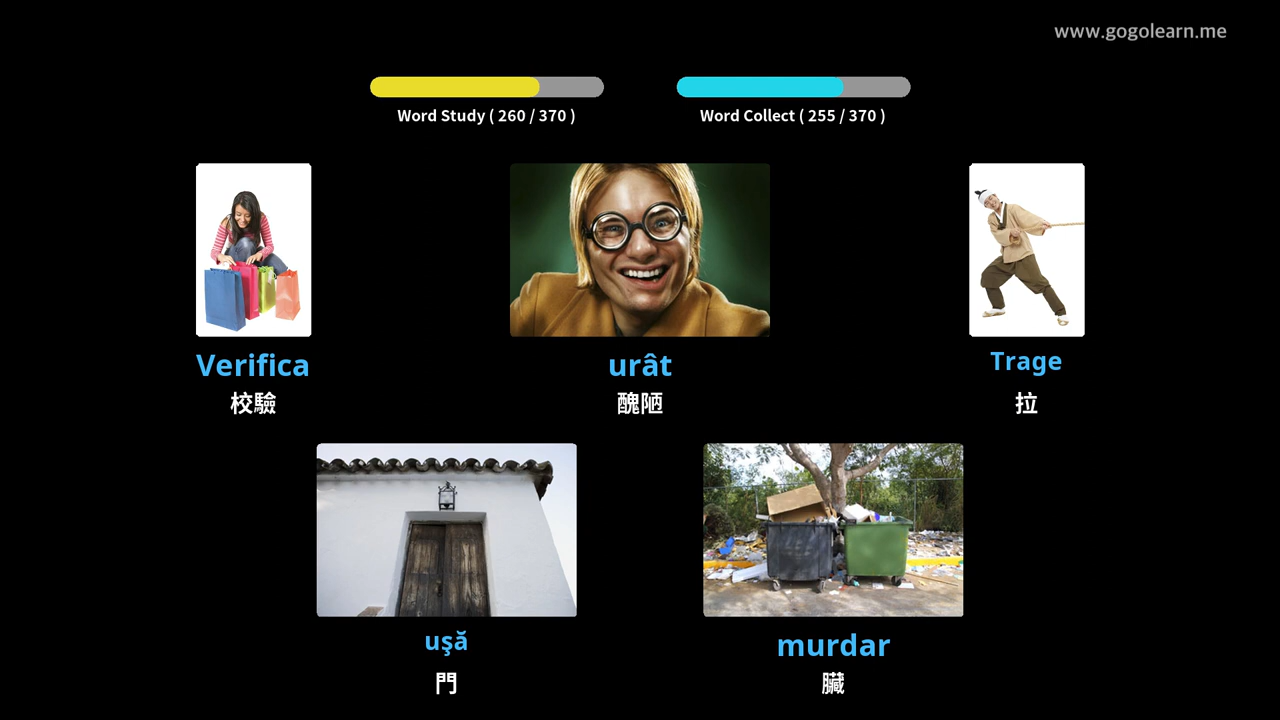 www.gogolearn.me
Word Study ( 260 / 370 )
Word Collect ( 255 / 370 )
Verifica
校驗
urât
醜陋
Trage
拉
uşă
門
murdar
臟